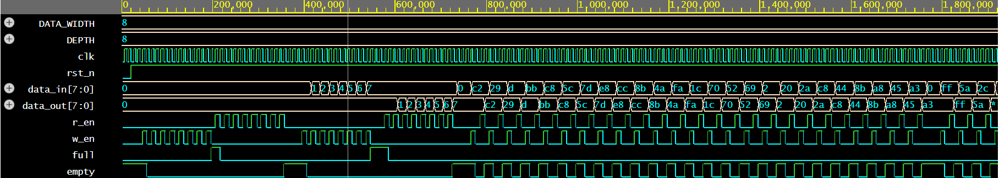 0 200,000 400,000 600,000 800,000 1,000,000 1,200,000 1,400,000 1,600,000 1,800,000
DATA_WIDTH 8
DEPTH 8
clk
rst_n
data_in[7:0] 0 1 2 3 4 5 6 7 0 c2 29 d bb c8 5c 7d e8 cc 8b 4a fa 1c 70 52 69 2 20 2a c8 44 8b a8 45 a3 0 ff 5a 2c
data_out[7:0] 0 1 2 3 4 5 6 7 c2 29 d bb c8 5c 7d e8 cc 8b 4a fa 1c 70 52 69 2 20 2a c8 44 8b a8 45 a3 ff 5a *
r_en
w_en
full
empty